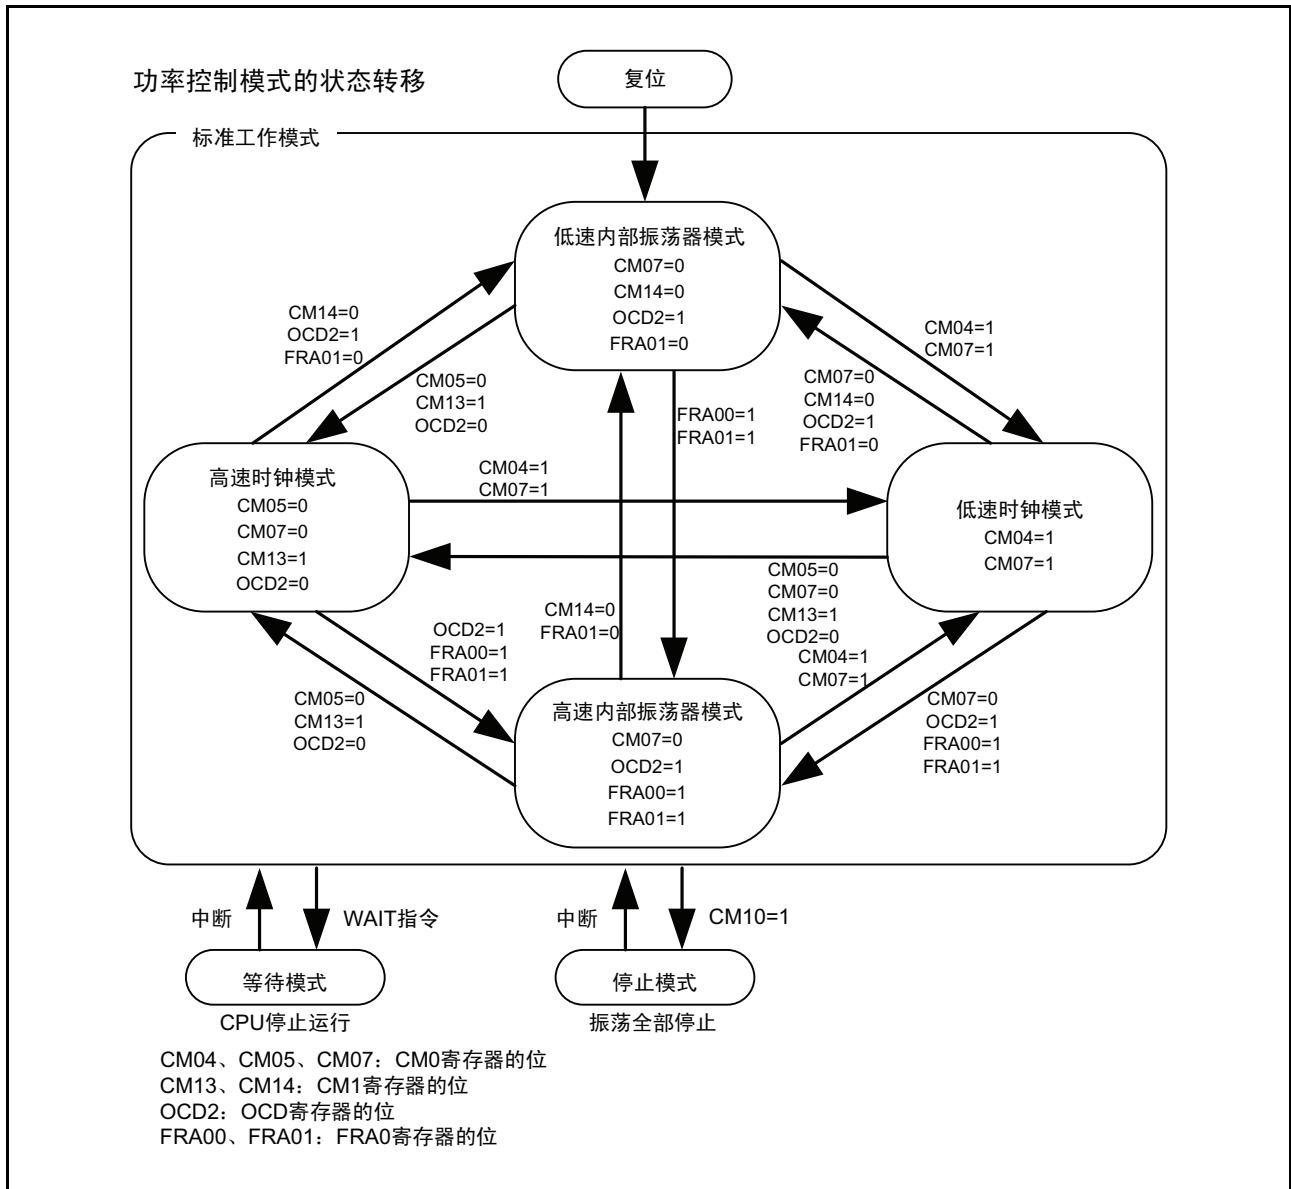 功率控制模式的状态转移
复位
标准工作模式
低速内部振荡器模式
CM07=0
CM14=0
OCD2=1
FRA01=0
CM14=0
OCD2=1
FRA01=0
CM05=0
CM13=1
OCD2=0
CM04=1
CM07=1
CM07=0
CM14=0
OCD2=1
FRA01=0
FRA00=1
FRA01=1
高速时钟模式
CM05=0
CM07=0
CM13=1
OCD2=0
CM04=1
CM07=1
低速时钟模式
CM04=1
CM07=1
CM05=0
CM07=0
CM13=1
OCD2=0
CM14=0
FRA01=0
OCD2=1
FRA00=1
FRA01=1
CM04=1
CM07=1
CM05=0
CM13=1
OCD2=0
高速内部振荡器模式
CM07=0
OCD2=1
FRA00=1
FRA01=1
CM07=0
OCD2=1
FRA00=1
FRA01=1
中断
WAIT指令
中断
CM10=1
等待模式
停止模式
CPU停止运行
振荡全部停止
CM04、CM05、CM07：CM0寄存器的位
CM13、CM14：CM1寄存器的位
OCD2：OCD寄存器的位
FRA00、FRA01：FRA0寄存器的位